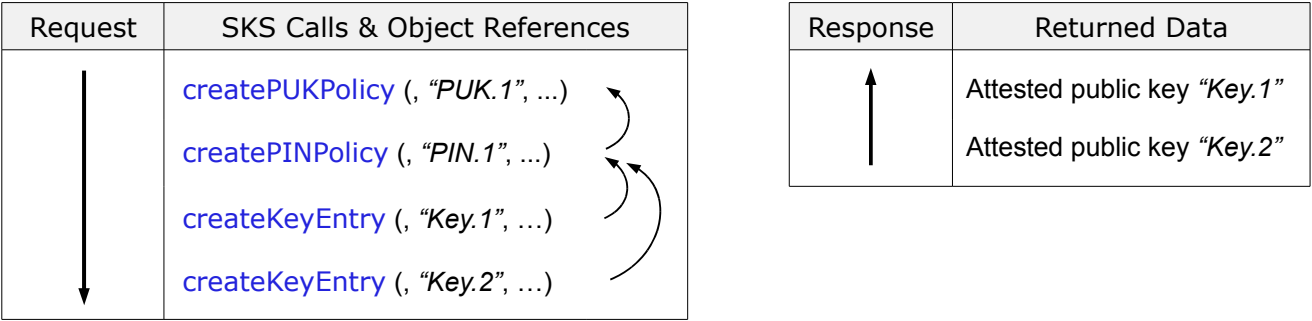 Request SKS Calls & Object References
createPUKPolicy (, “PUK.1”, ...)
createPINPolicy (, “PIN.1”, ...)
createKeyEntry (, “Key.1”, …)
createKeyEntry (, “Key.2”, …)
Response Returned Data
Attested public key “Key.1”
Attested public key “Key.2”